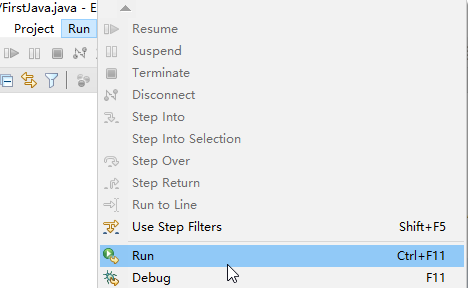 /FirstJava.java - E
Project Run
Resume
Suspend
Terminate
Disconnect
Step Into
Step Into Selection
Step Over
Step Return
Run to Line
Use Step Filters Shift+F5
Run Ctrl+F11
Debug F11